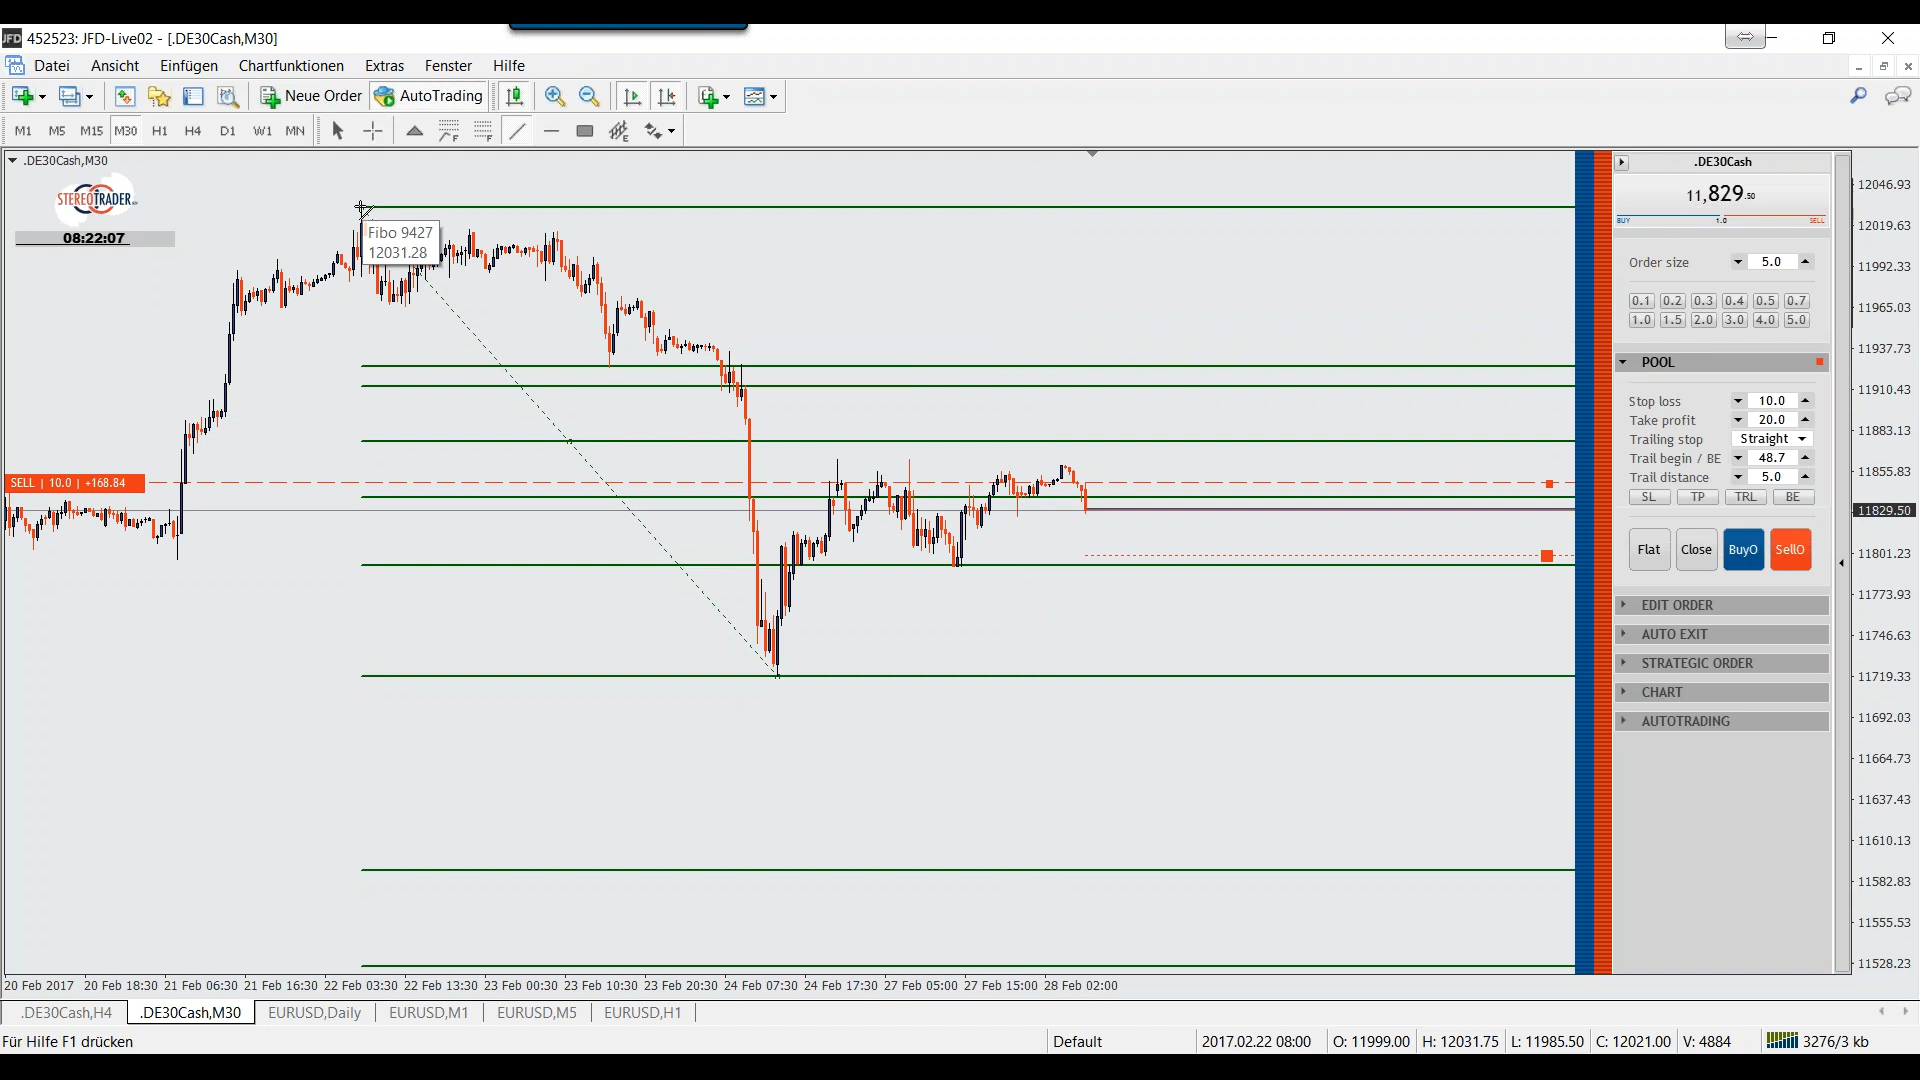 452523: JFD-Live02 - [.DE30Cash,M30]
Datei Ansicht Einfügen Chartfunktionen Extras Fenster Hilfe
Neue Order AutoTrading
M1 M5 M15 M30 H1 H4 D1 W1 MN
.DE30Cash,M30
STEREOTRADER
08:22:07
Fibo 9427
12031.28
SELL | 10.0 | +168.84
.DE30Cash
11,829.50
BUY 1.0 SELL
Order size 5.0
0.1 0.2 0.3 0.4 0.5 0.7
1.0 1.5 2.0 3.0 4.0 5.0
POOL
Stop loss 10.0
Take profit 20.0
Trailing stop Straight
Trail begin / BE 48.7
Trail distance 5.0
SL TP TRL BE
Flat Close BuyO SellO
EDIT ORDER
AUTO EXIT
STRATEGIC ORDER
CHART
AUTOTRADING
12046.93
12019.63
11992.33
11965.03
11937.73
11910.43
11883.13
11855.83
11829.50
11801.23
11773.93
11746.63
11719.33
11692.03
11664.73
11637.43
11610.13
11582.83
11555.53
11528.23
20 Feb 2017 20 Feb 18:30 21 Feb 06:30 21 Feb 16:30 22 Feb 03:30 22 Feb 13:30 23 Feb 00:30 23 Feb 10:30 23 Feb 20:30 24 Feb 07:30 24 Feb 17:30 27 Feb 05:00 27 Feb 15:00 28 Feb 02:00
.DE30Cash,H4 .DE30Cash,M30 EURUSD,Daily EURUSD,M1 EURUSD,M5 EURUSD,H1
Für Hilfe F1 drücken Default 2017.02.22 08:00 O: 11999.00 H: 12031.75 L: 11985.50 C: 12021.00 V: 4884 3276/3 kb